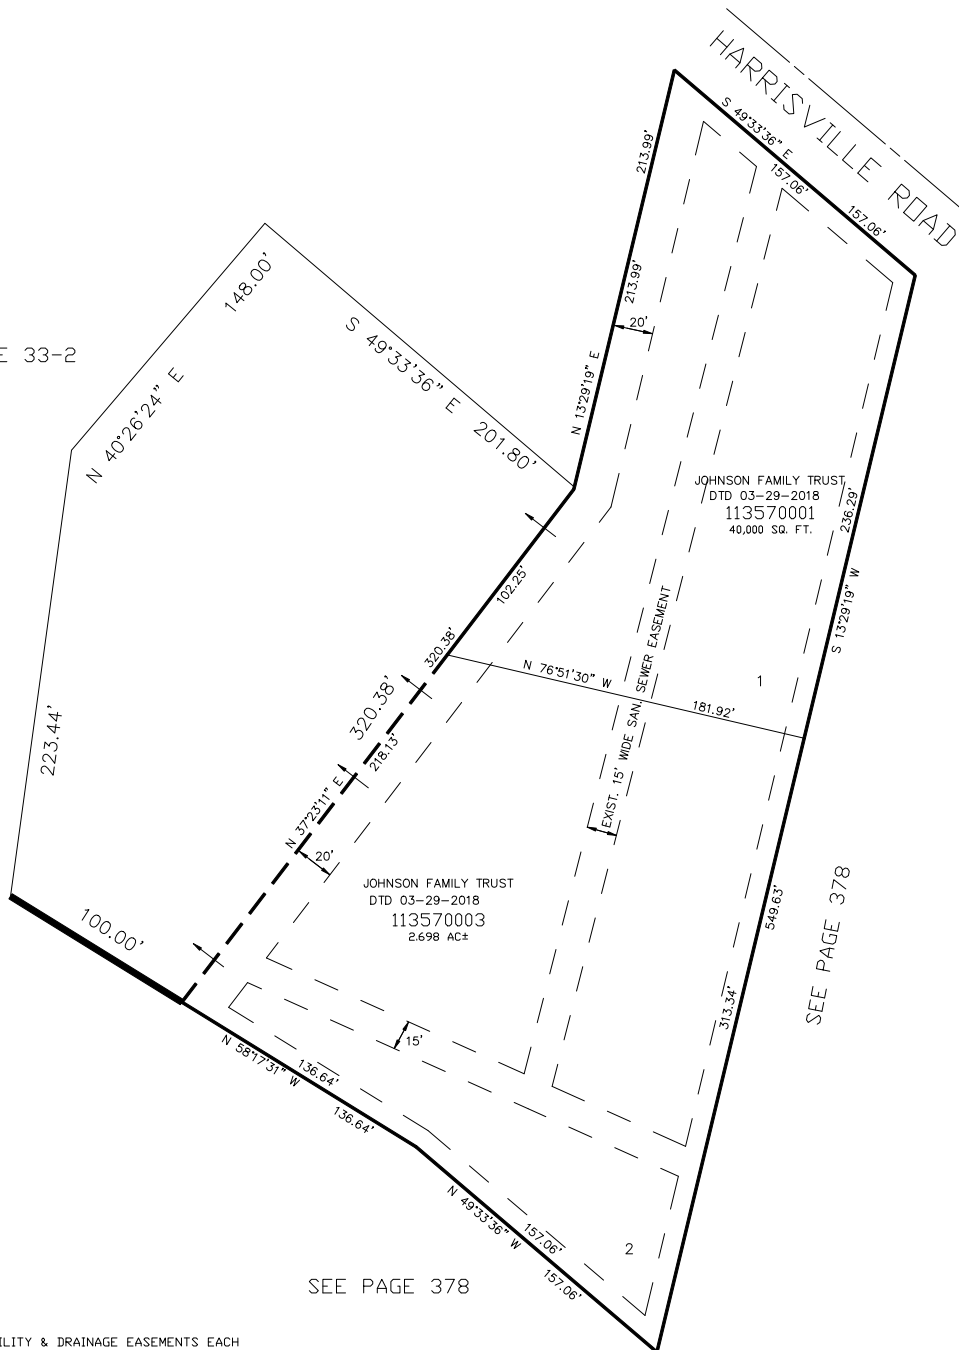 HARRISVILLE ROAD
S 49°33'36" E
157.06'
157.06'
213.99'
213.99'
N 13°29'19" E
20'
148.00'
N 40°26'24" E
S 49°33'36" E 201.80'
33-2
JOHNSON FAMILY TRUST
DTD 03-29-2018
113570001
40,000 SQ. FT.
236.29'
S 13°29'19" W
102.25'
320.38'
320.38'
N 76°51'30" W
181.92'
1
EXIST. 15' WIDE SAN. SEWER EASEMENT
223.44'
218.13'
N 37°23'11" E
20'
JOHNSON FAMILY TRUST
DTD 03-29-2018
113570003
2.698 AC±
549.63'
SEE PAGE 378
313.34'
100.00'
15'
N 58°17'31" W
136.64'
136.64'
N 49°33'36" W
157.06'
157.06'
2
SEE PAGE 378
& DRAINAGE EASEMENTS EACH